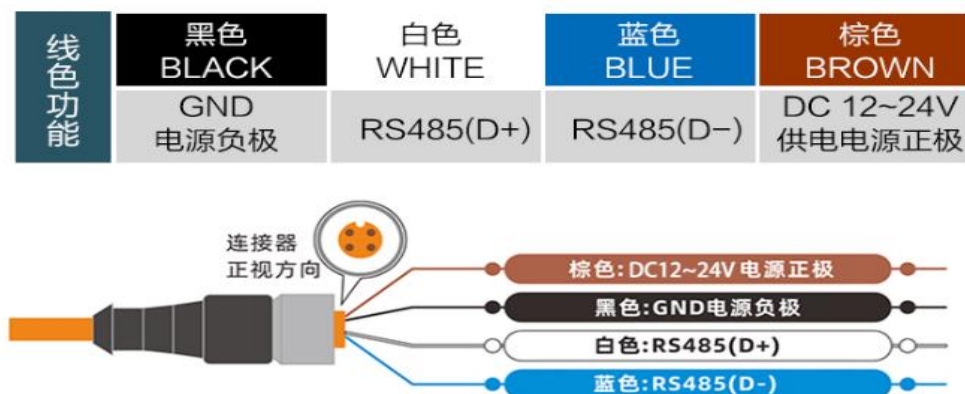 线色功能
黑色
BLACK
白色
WHITE
蓝色
BLUE
棕色
BROWN
GND
电源负极
RS485(D+)
RS485(D−)
DC 12~24V
供电电源正极
连接器
正视方向
棕色:DC12~24V 电源正极
黑色:GND电源负极
白色:RS485(D+)
蓝色:RS485(D-)